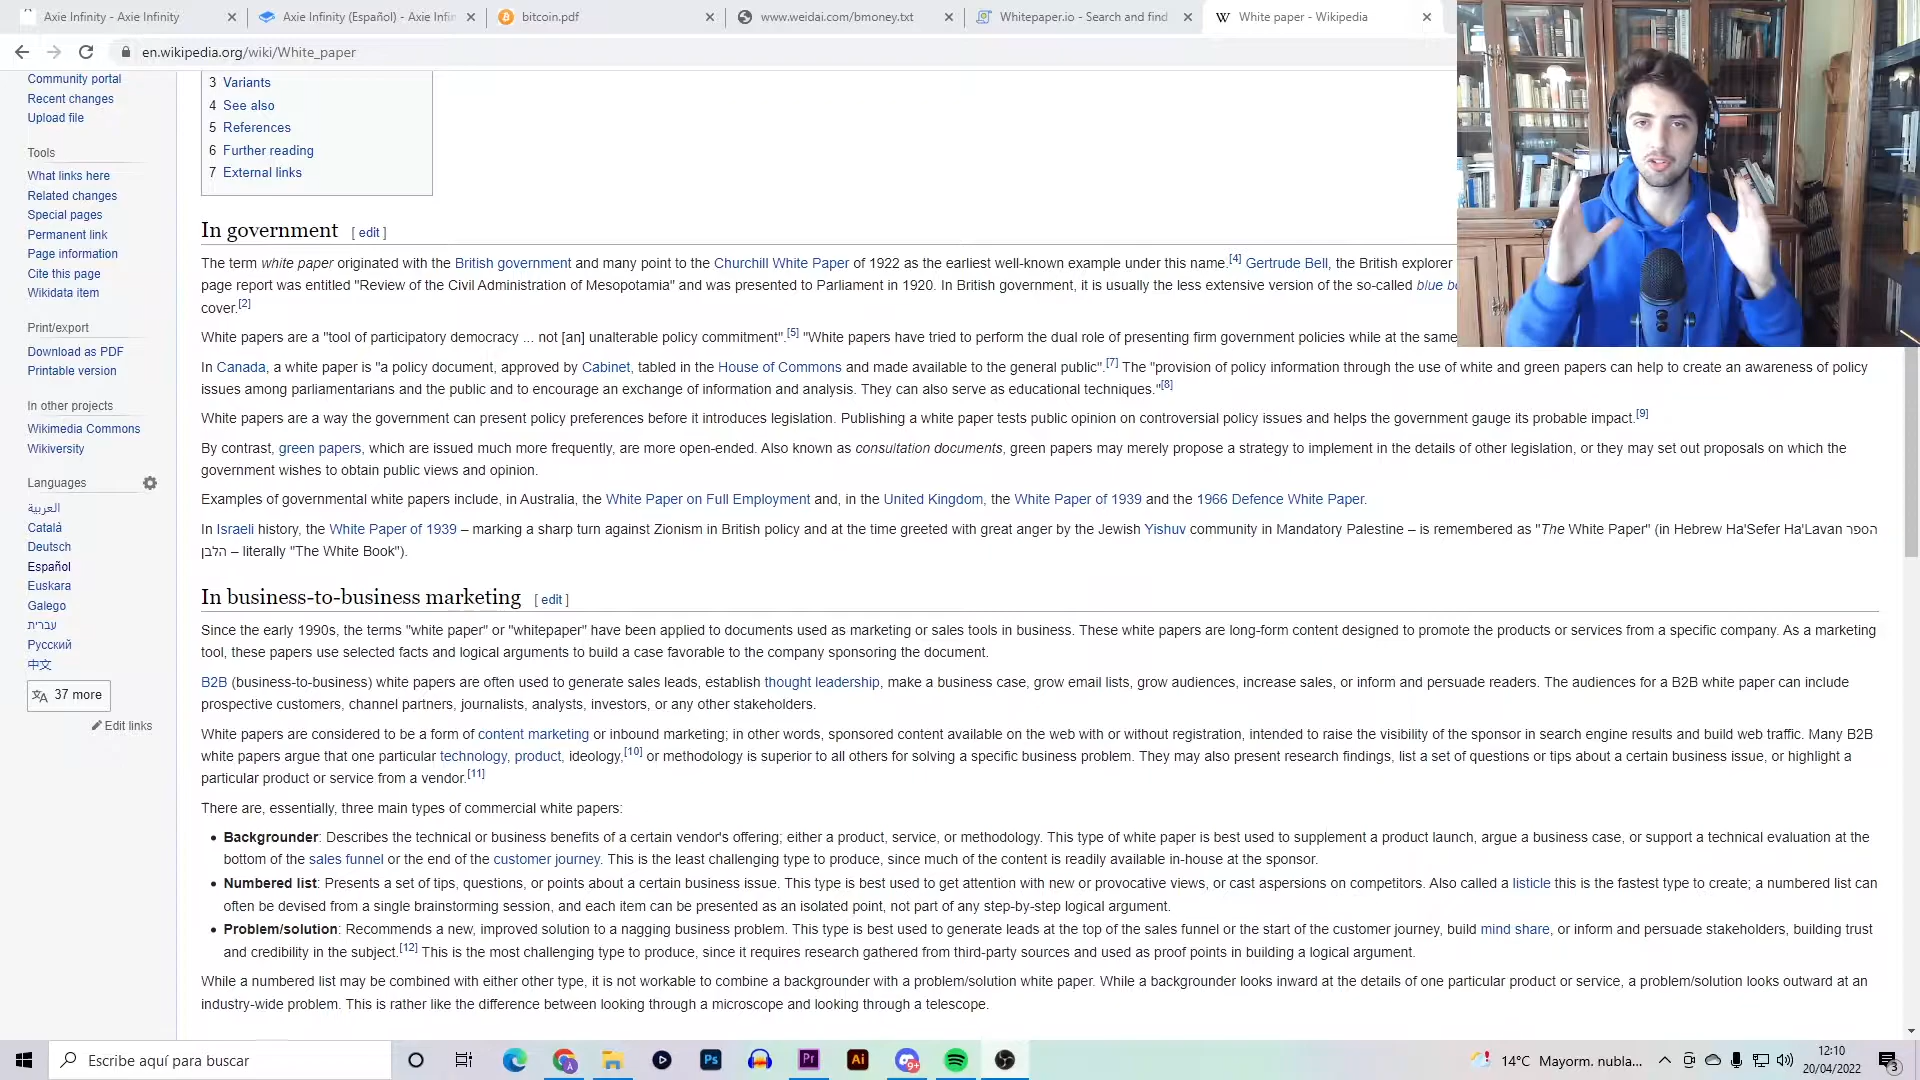 Axie Infinity - Axie Infinity
Axie Infinity (Español) - Axie Infin
bitcoin.pdf
www.weidai.com/bmoney.txt
Whitepaper.io - Search and find
White paper - Wikipedia
en.wikipedia.org/wiki/White_paper
Community portal
Recent changes
Upload file
Tools
What links here
Related changes
Special pages
Permanent link
Page information
Cite this page
Wikidata item
Print/export
Download as PDF
Printable version
In other projects
Wikimedia Commons
Wikiversity
Languages
العربية
Català
Deutsch
Español
Euskara
Galego
עברית
Русский
中文
37 more
Edit links
3 Variants
4 See also
5 References
6 Further reading
7 External links
In government [ edit ]
The term white paper originated with the British government and many point to the Churchill White Paper of 1922 as the earliest well-known example under this name.[4] Gertrude Bell, the British explorer
page report was entitled "Review of the Civil Administration of Mesopotamia" and was presented to Parliament in 1920. In British government, it is usually the less extensive version of the so-called blue
cover.[2]
White papers are a "tool of participatory democracy ... not [an] unalterable policy commitment".[5] "White papers have tried to perform the dual role of presenting firm government policies while at the same
In Canada, a white paper is "a policy document, approved by Cabinet, tabled in the House of Commons and made available to the general public".[7] The "provision of policy information through the use of white and green papers can help to create an awareness of policy
issues among parliamentarians and the public and to encourage an exchange of information and analysis. They can also serve as educational techniques."[8]
White papers are a way the government can present policy preferences before it introduces legislation. Publishing a white paper tests public opinion on controversial policy issues and helps the government gauge its probable impact.[9]
By contrast, green papers, which are issued much more frequently, are more open-ended. Also known as consultation documents, green papers may merely propose a strategy to implement in the details of other legislation, or they may set out proposals on which the
government wishes to obtain public views and opinion.
Examples of governmental white papers include, in Australia, the White Paper on Full Employment and, in the United Kingdom, the White Paper of 1939 and the 1966 Defence White Paper.
In Israeli history, the White Paper of 1939 – marking a sharp turn against Zionism in British policy and at the time greeted with great anger by the Jewish Yishuv community in Mandatory Palestine – is remembered as "The White Paper" (in Hebrew Ha'Sefer Ha'Lavan הספר
הלבן – literally "The White Book").
In business-to-business marketing [ edit ]
Since the early 1990s, the terms "white paper" or "whitepaper" have been applied to documents used as marketing or sales tools in business. These white papers are long-form content designed to promote the products or services from a specific company. As a marketing
tool, these papers use selected facts and logical arguments to build a case favorable to the company sponsoring the document.
B2B (business-to-business) white papers are often used to generate sales leads, establish thought leadership, make a business case, grow email lists, grow audiences, increase sales, or inform and persuade readers. The audiences for a B2B white paper can include
prospective customers, channel partners, journalists, analysts, investors, or any other stakeholders.
White papers are considered to be a form of content marketing or inbound marketing; in other words, sponsored content available on the web with or without registration, intended to raise the visibility of the sponsor in search engine results and build web traffic. Many B2B
white papers argue that one particular technology, product, ideology,[10] or methodology is superior to all others for solving a specific business problem. They may also present research findings, list a set of questions or tips about a certain business issue, or highlight a
particular product or service from a vendor.[11]
There are, essentially, three main types of commercial white papers:
• Backgrounder: Describes the technical or business benefits of a certain vendor's offering; either a product, service, or methodology. This type of white paper is best used to supplement a product launch, argue a business case, or support a technical evaluation at the
bottom of the sales funnel or the end of the customer journey. This is the least challenging type to produce, since much of the content is readily available in-house at the sponsor.
• Numbered list: Presents a set of tips, questions, or points about a certain business issue. This type is best used to get attention with new or provocative views, or cast aspersions on competitors. Also called a listicle this is the fastest type to create; a numbered list can
often be devised from a single brainstorming session, and each item can be presented as an isolated point, not part of any step-by-step logical argument.
• Problem/solution: Recommends a new, improved solution to a nagging business problem. This type is best used to generate leads at the top of the sales funnel or the start of the customer journey, build mind share, or inform and persuade stakeholders, building trust
and credibility in the subject.[12] This is the most challenging type to produce, since it requires research gathered from third-party sources and used as proof points in building a logical argument.
While a numbered list may be combined with either other type, it is not workable to combine a backgrounder with a problem/solution white paper. While a backgrounder looks inward at the details of one particular product or service, a problem/solution looks outward at an
industry-wide problem. This is rather like the difference between looking through a microscope and looking through a telescope.
Escribe aquí para buscar
Ps
Pr
Ai
9+
14°C Mayorm. nubla...
12:10
20/04/2022
3